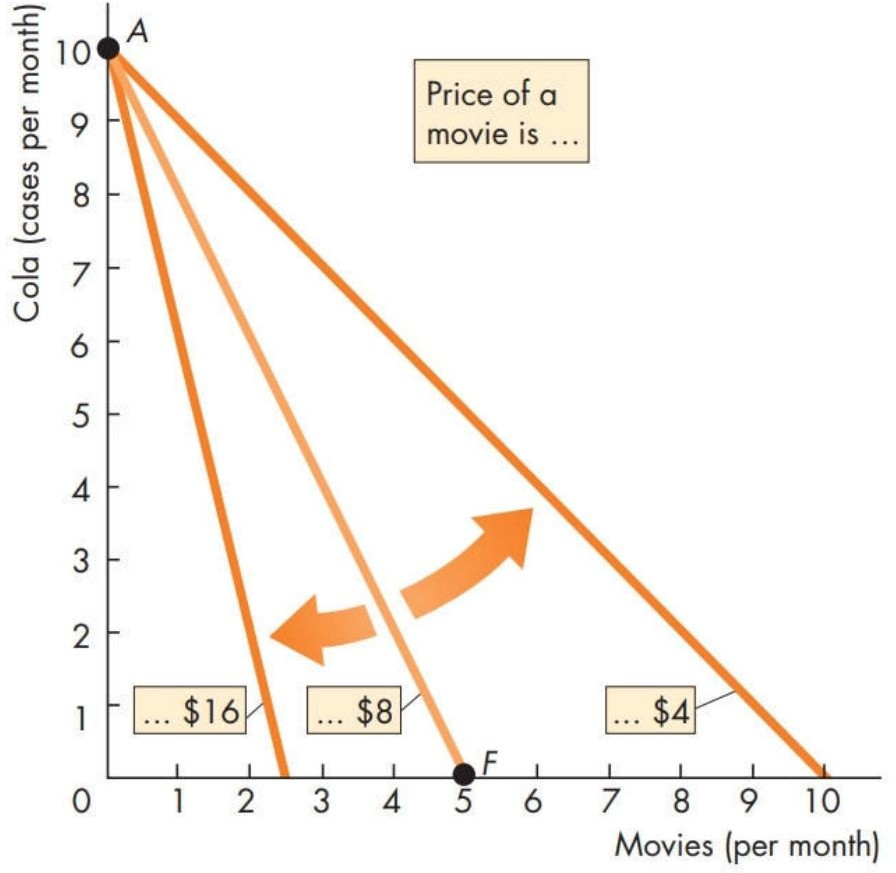 Cola (cases per month)
A
10
9
8
7
6
5
4
3
2
1
0
Price of a
movie is ...
... $16
... $8
... $4
F
1 2 3 4 5 6 7 8 9 10
Movies (per month)